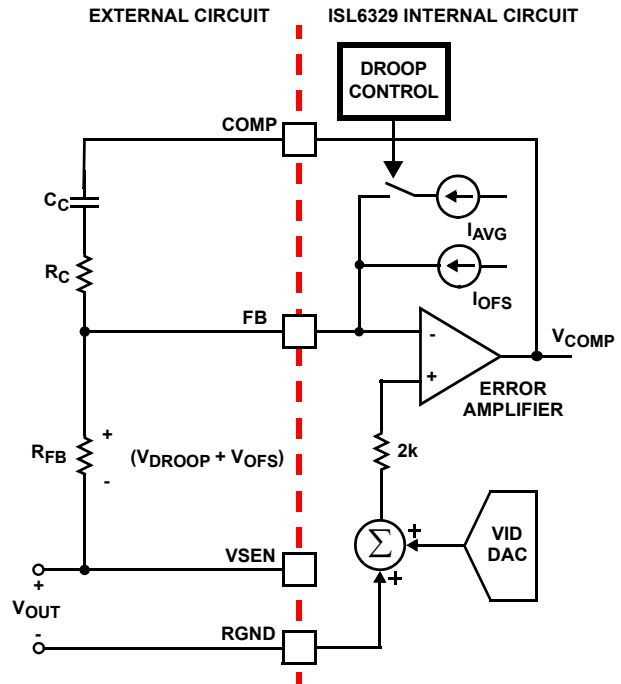 EXTERNAL CIRCUIT
ISL6329 INTERNAL CIRCUIT
DROOP
CONTROL
COMP
CC
IAVG
RC
IOFS
FB
VCOMP
-
+
ERROR
AMPLIFIER
+
RFB
(VDROOP + VOFS)
-
2k
VID
DAC
Σ
+
+
VSEN
+
VOUT
-
RGND